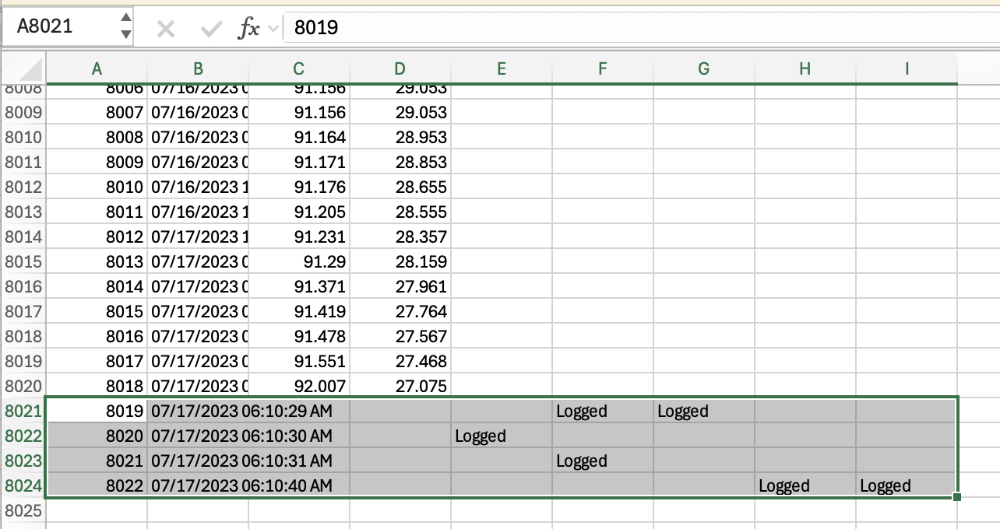 A8021 fx 8019
A B C D E F G H I
8008 8006 07/16/2023 0 91.156 29.053
8009 8007 07/16/2023 0 91.156 29.053
8010 8008 07/16/2023 0 91.164 28.953
8011 8009 07/16/2023 0 91.171 28.853
8012 8010 07/16/2023 1 91.176 28.655
8013 8011 07/16/2023 1 91.205 28.555
8014 8012 07/17/2023 1 91.231 28.357
8015 8013 07/17/2023 0 91.29 28.159
8016 8014 07/17/2023 0 91.371 27.961
8017 8015 07/17/2023 0 91.419 27.764
8018 8016 07/17/2023 0 91.478 27.567
8019 8017 07/17/2023 0 91.551 27.468
8020 8018 07/17/2023 0 92.007 27.075
8021 8019 07/17/2023 06:10:29 AM Logged Logged
8022 8020 07/17/2023 06:10:30 AM Logged
8023 8021 07/17/2023 06:10:31 AM Logged
8024 8022 07/17/2023 06:10:40 AM Logged Logged
8025